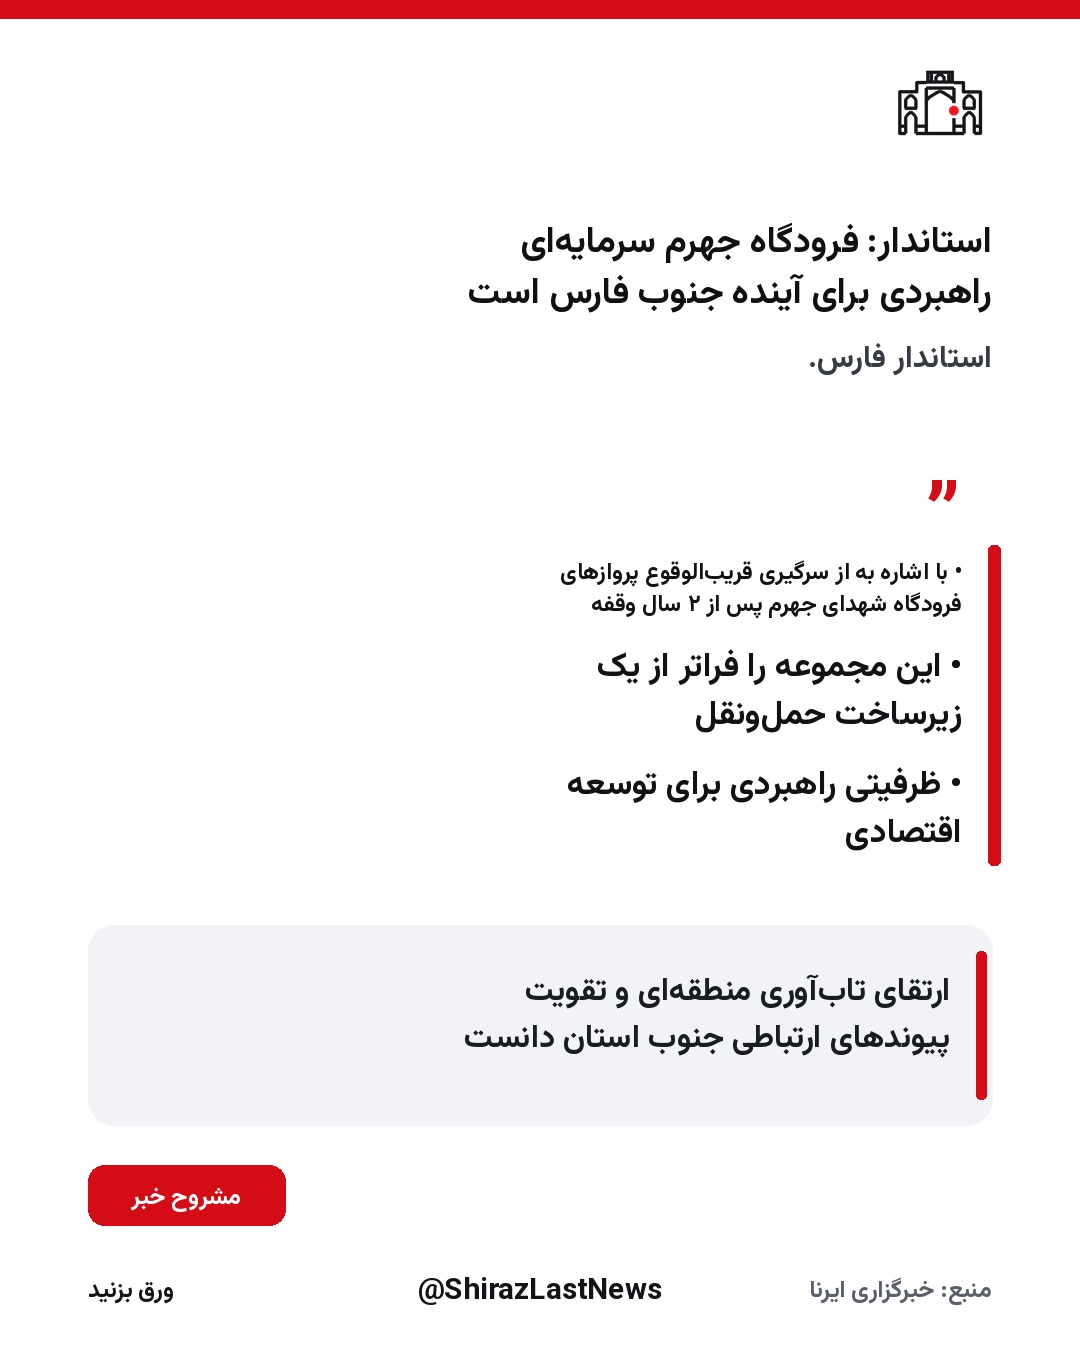 استاندار: فرودگاه جهرم سرمایه‌ای
راهبردی برای آینده جنوب فارس است
استاندار فارس.
”
• با اشاره به از سرگیری قریب‌الوقوع پروازهای
فرودگاه شهدای جهرم پس از ۲ سال وقفه
• این مجموعه را فراتر از یک
زیرساخت حمل‌ونقل
• ظرفیتی راهبردی برای توسعه
اقتصادی
ارتقای تاب‌آوری منطقه‌ای و تقویت
پیوندهای ارتباطی جنوب استان دانست
مشروح خبر
منبع: خبرگزاری ایرنا
@ShirazLastNews
ورق بزنید